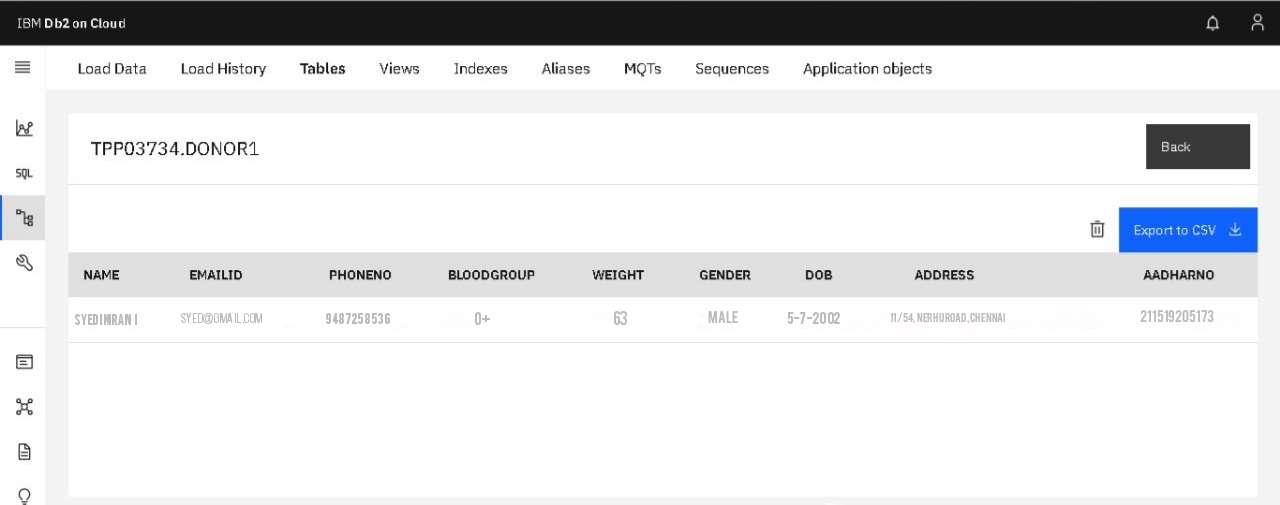 IBM Db2 on Cloud
Load Data Load History Tables Views Indexes Aliases MQTs Sequences Application objects
TPP03734.DONOR1
Back
SQL
Export to CSV
NAME EMAILID PHONENO BLOODGROUP WEIGHT GENDER DOB ADDRESS AADHARNO
SYEDIMRAN I SYED@GMAIL.COM 9487258536 O+ 63 MALE 5-7-2002 11/54,NERHUROAD,CHENNAI 211519205173